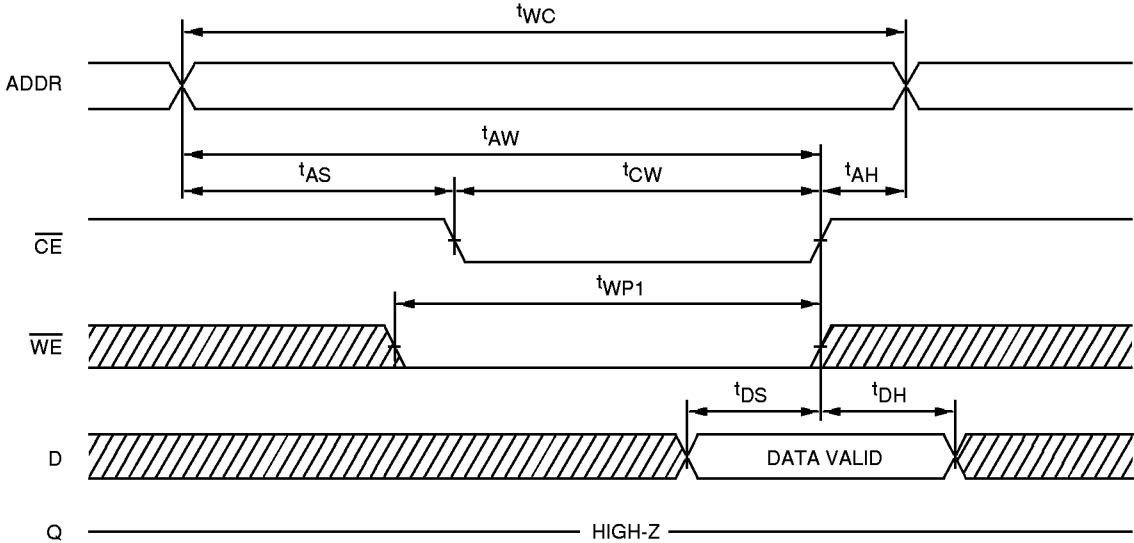 tWC
ADDR
tAW
tAS tCW tAH
CE
tWP1
WE
tDS tDH
D DATA VALID
Q HIGH-Z